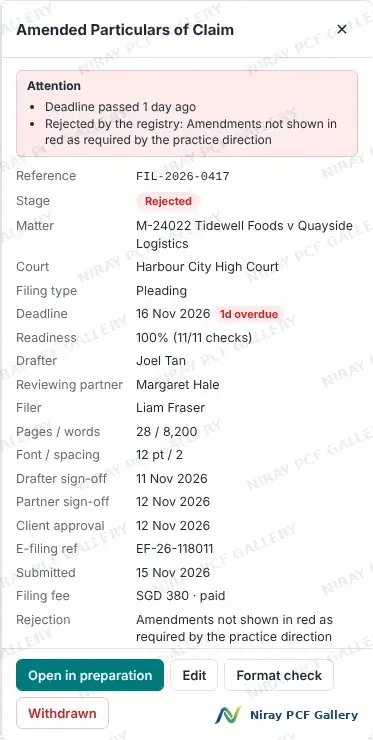 Amended Particulars of Claim
×
Attention
• Deadline passed 1 day ago
• Rejected by the registry: Amendments not shown in
red as required by the practice direction
Reference FIL-2026-0417
Stage Rejected
Matter M-24022 Tidewell Foods v Quayside
Logistics
Court Harbour City High Court
Filing type Pleading
Deadline 16 Nov 2026 1d overdue
Readiness 100% (11/11 checks)
Drafter Joel Tan
Reviewing partner Margaret Hale
Filer Liam Fraser
Pages / words 28 / 8,200
Font / spacing 12 pt / 2
Drafter sign-off 11 Nov 2026
Partner sign-off 12 Nov 2026
Client approval 12 Nov 2026
E-filing ref EF-26-118011
Submitted 15 Nov 2026
Filing fee SGD 380 · paid
Rejection Amendments not shown in red as
required by the practice direction
Open in preparation Edit Format check
Withdrawn
Niray PCF Gallery
NIRAY PCF GALLERY